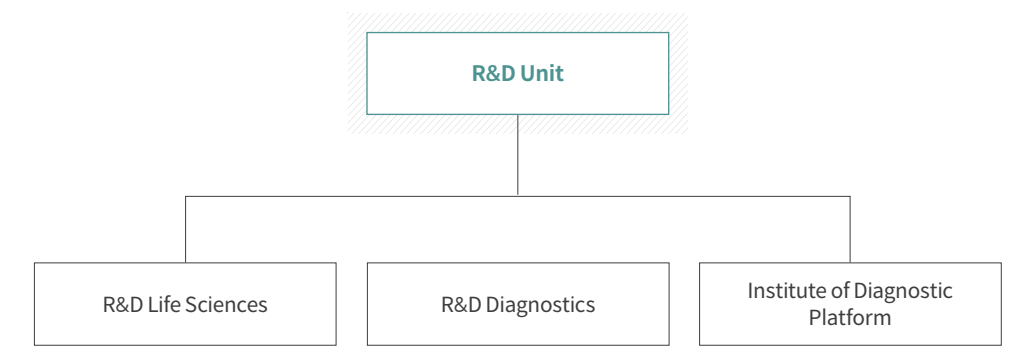 R&D Unit
R&D Life Sciences
R&D Diagnostics
Institute of Diagnostic
Platform